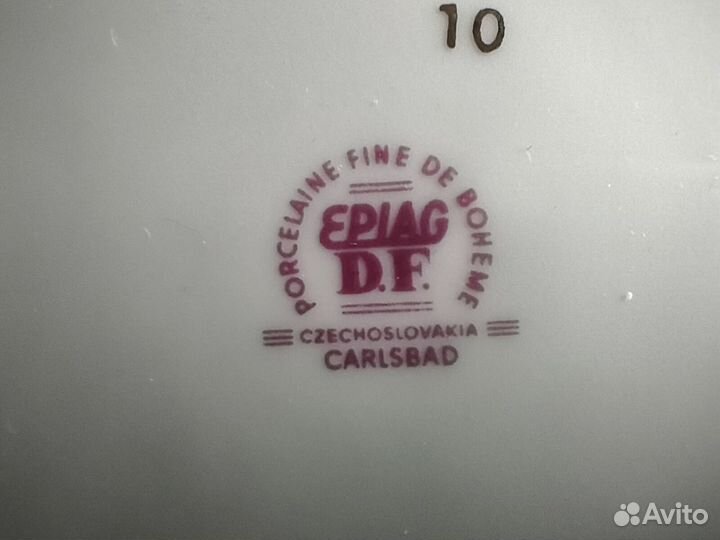 10
PORCELAINE FINE DE BOHEME
EPIAG
D.F.
CZECHOSLOVAKIA
CARLSBAD
Avito